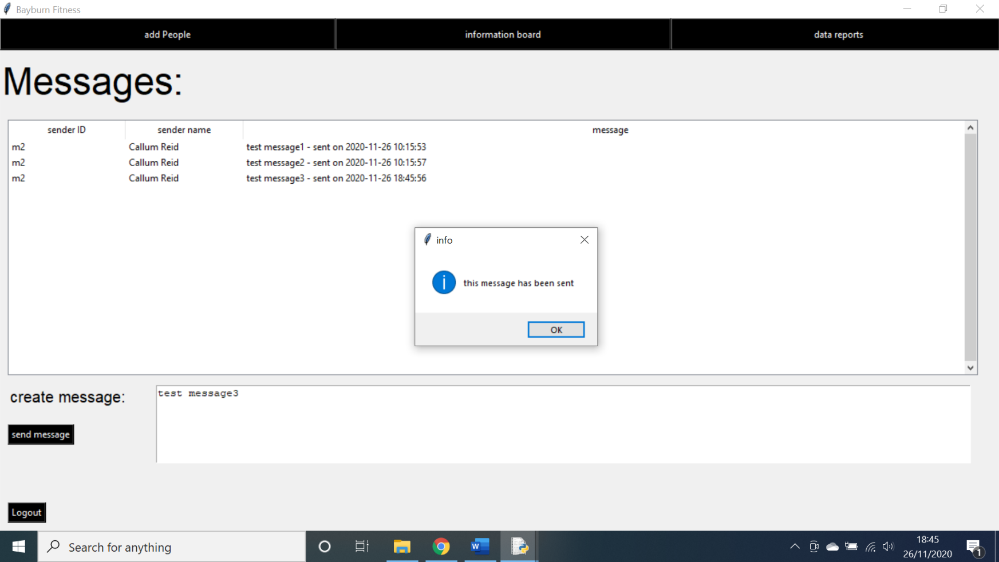 Bayburn Fitness
add People information board data reports
Messages:
sender ID sender name message
m2 Callum Reid test message1 - sent on 2020-11-26 10:15:53
m2 Callum Reid test message2 - sent on 2020-11-26 10:15:57
m2 Callum Reid test message3 - sent on 2020-11-26 18:45:56
info
this message has been sent
OK
create message: test message3
send message
Logout
Search for anything
18:45
26/11/2020
1